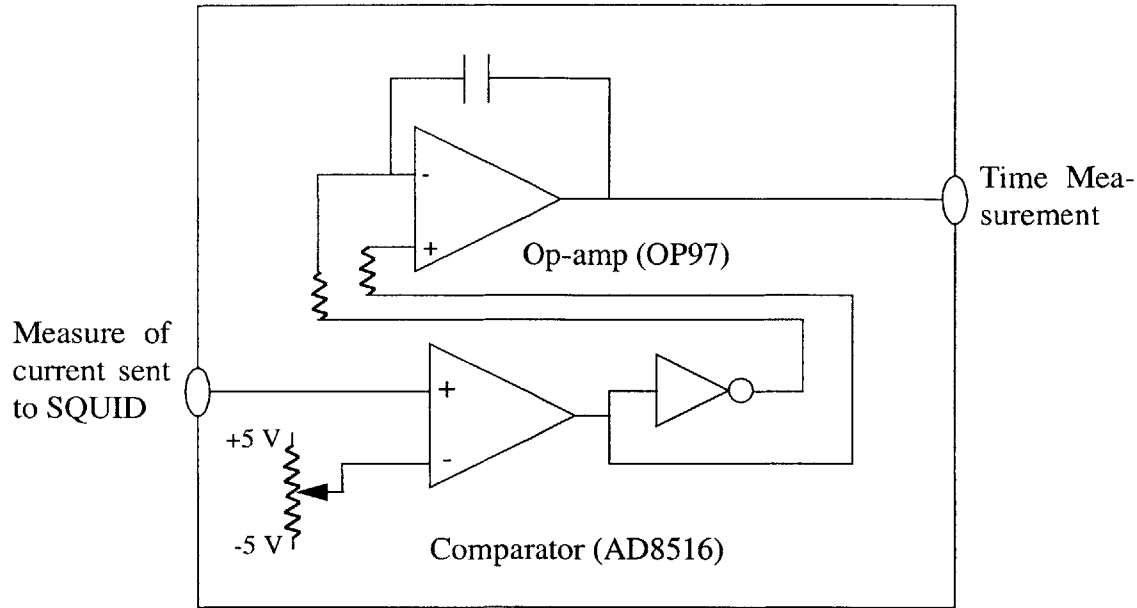 -
+
Op-amp (OP97)
Time Mea-
surement
Measure of
current sent
to SQUID
+
-
+5 V
-5 V
Comparator (AD8516)